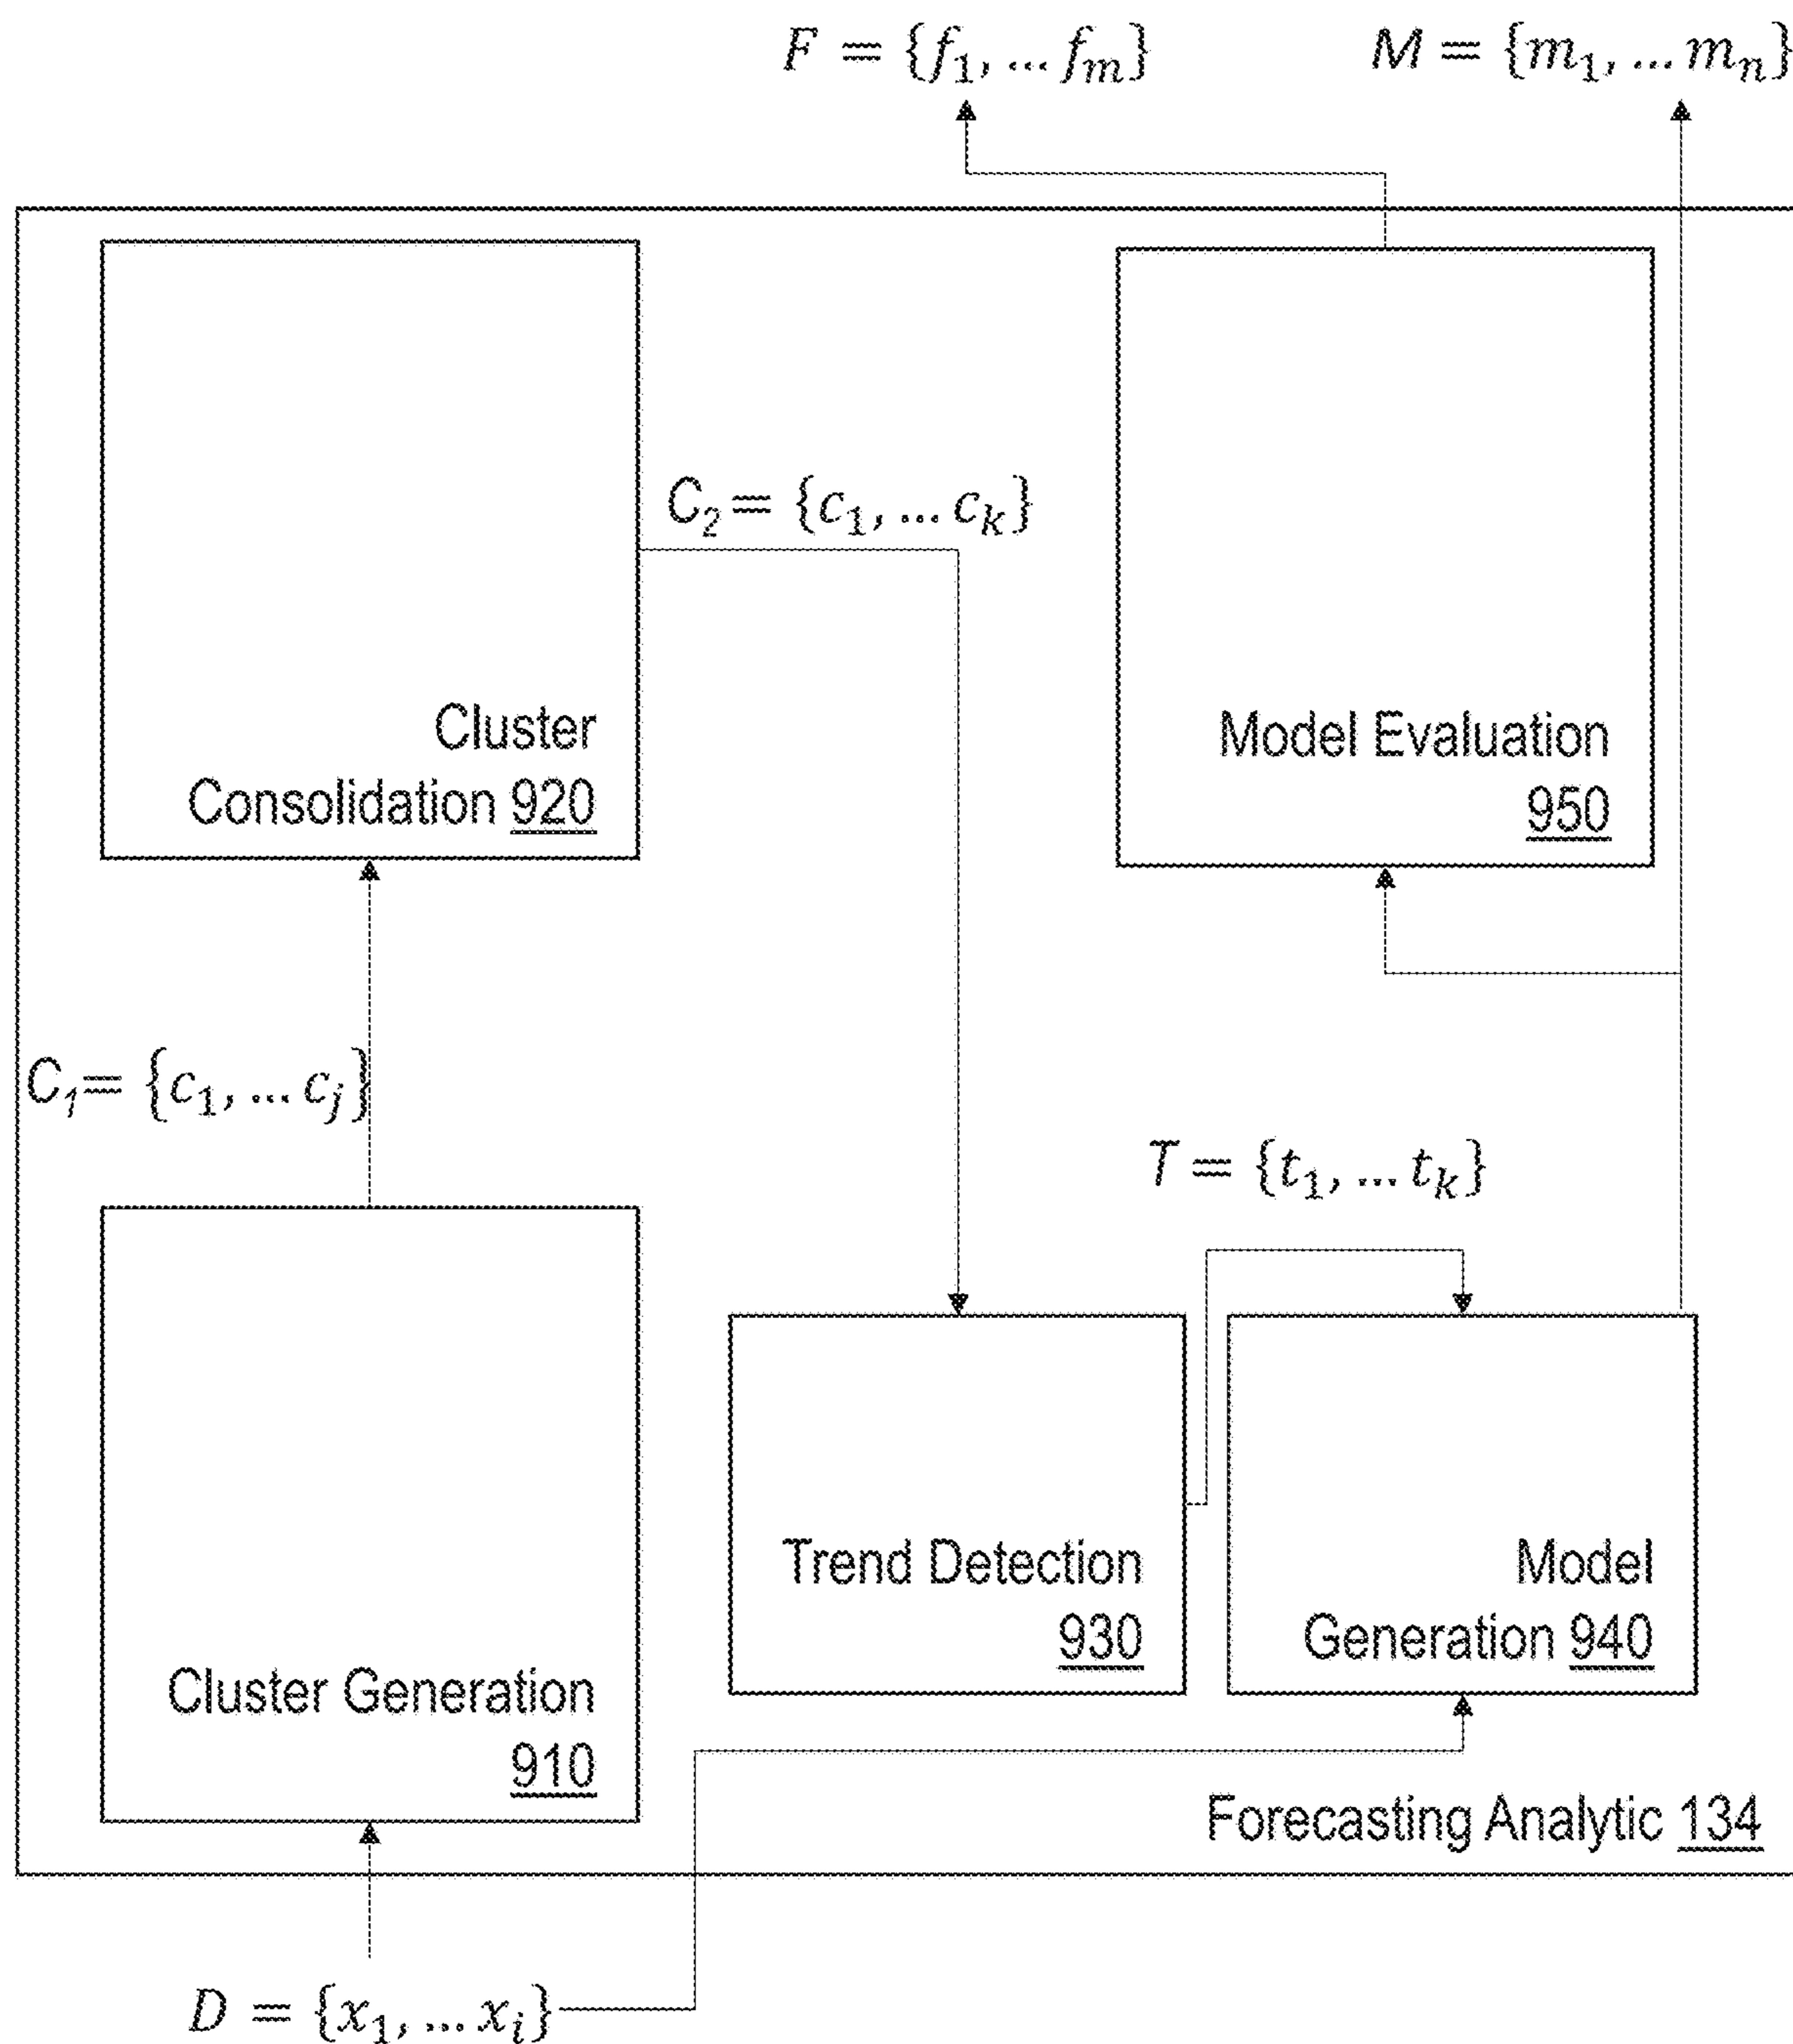 F = {f₁, ... fₘ}
M = {m₁, ... mₙ}
C₂ = {c₁, ... cₖ}
Cluster
Consolidation 920
Model Evaluation
950
C₁ = {c₁, ... cⱼ}
T = {t₁, ... tₖ}
Trend Detection
930
Model
Generation 940
Cluster Generation
910
Forecasting Analytic 134
D = {x₁, ... xᵢ}